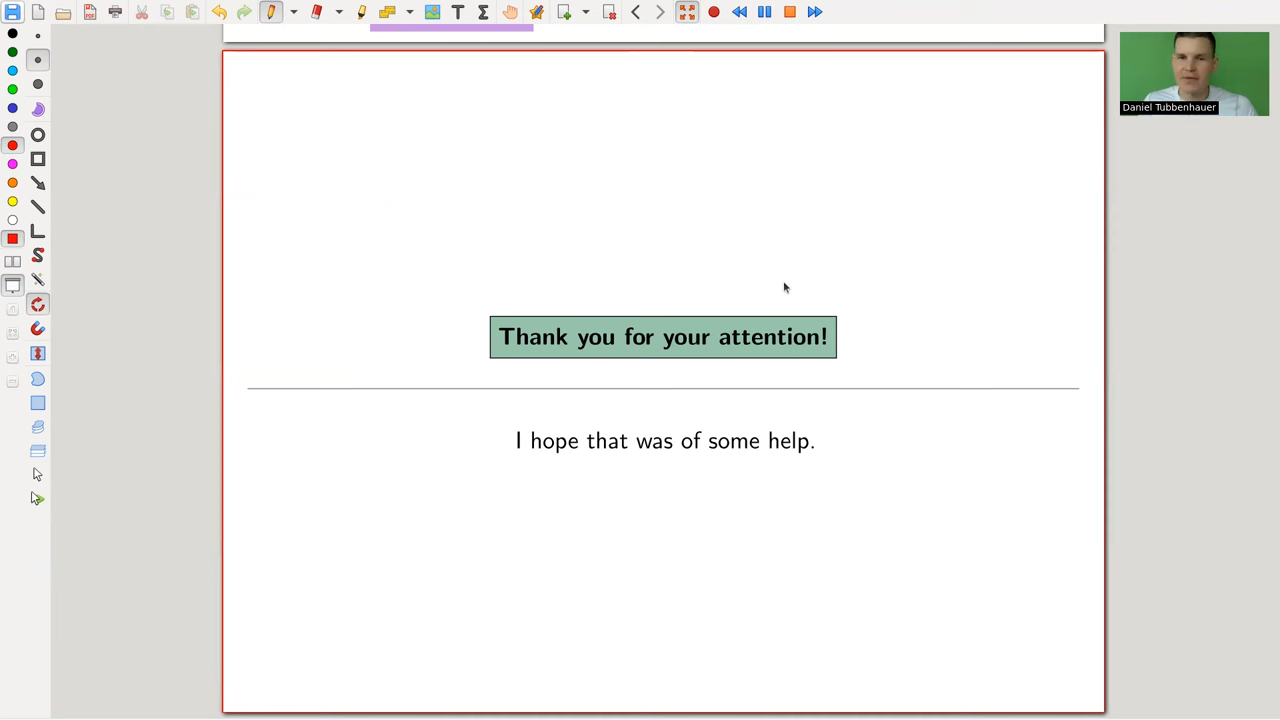 Daniel Tubbenhauer
Thank you for your attention!
I hope that was of some help.